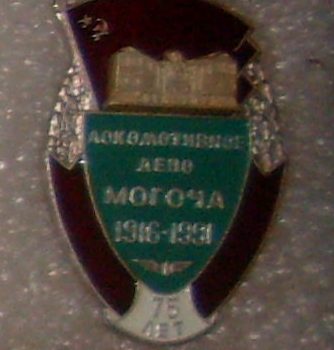 ЛОКОМОТИВНОЕ
ДЕПО
МОГОЧА
1916-1991
75
ЛЕТ